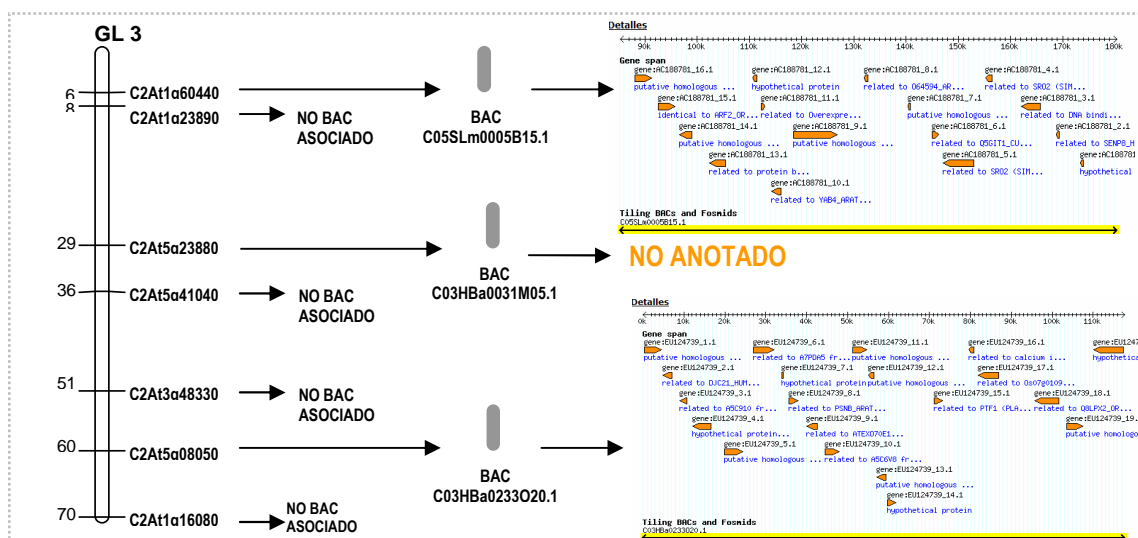 GL 3
6
8
29
36
51
60
70
C2At1g60440
C2At1g23890
C2At5g23880
C2At5g41040
C2At3g48330
C2At5g08050
C2At1g16080
NO BAC
ASOCIADO
NO BAC
ASOCIADO
NO BAC
ASOCIADO
NO BAC
ASOCIADO
BAC
C05SLm0005B15.1
BAC
C03HBa0031M05.1
BAC
C03HBa0233O20.1
Detalles
90k 100k 110k 120k 130k 140k 150k 160k 170k 180k
Gene span
gene:AC188781_16.1 gene:AC188781_12.1 gene:AC188781_8.1 gene:AC188781_4.1
putative homologous ... hypothetical protein related to O64594_AR... related to SRO2 (SIM...
gene:AC188781_15.1 gene:AC188781_11.1 gene:AC188781_7.1 gene:AC188781_3.1
identical to ARF2_OR... related to Overexpre... putative homologous ... related to DNA bindi...
gene:AC188781_14.1 gene:AC188781_9.1 gene:AC188781_6.1 gene:AC188781_2.1
putative homologous ... putative homologous ... related to Q5GIT1_CU... related to SENP8_H
gene:AC188781_13.1 gene:AC188781_5.1 gene:AC188781_1
related to protein b... related to SRO2 (SIM... hypothetical
gene:AC188781_10.1
related to YAB4_ARAT...
Tiling BACs and Fosmids
C05SLm0005B15.1
NO ANOTADO
Detalles
0k 10k 20k 30k 40k 50k 60k 70k 80k 90k 100k 110k
Gene span
gene:EU124739_1.1 gene:EU124739_6.1 gene:EU124739_11.1 gene:EU124739_16.1 gene:EU1247
putative homologous ... related to A7PDA5 fr... putative homologous ... related to calcium i... hypothetica
gene:EU124739_2.1 gene:EU124739_7.1 gene:EU124739_12.1 gene:EU124739_17.1
related to DJC21_HUM... hypothetical protein putative homologous ... related to Os07g0109...
gene:EU124739_3.1 gene:EU124739_8.1 gene:EU124739_15.1 gene:EU124739_18.1
related to A5C910 fr... related to PSNB_ARAT... related to PTF1 (PLA... related to Q8LPX2_OR...
gene:EU124739_4.1 gene:EU124739_9.1 gene:EU124739_19.
hypothetical protein... related to ATEXO70E1... putative homolo
gene:EU124739_5.1 gene:EU124739_10.1
putative homologous ... related to A5C6V8 fr...
gene:EU124739_13.1
putative homologous ...
gene:EU124739_14.1
hypothetical protein
Tiling BACs and Fosmids
C03HBa0233O20.1